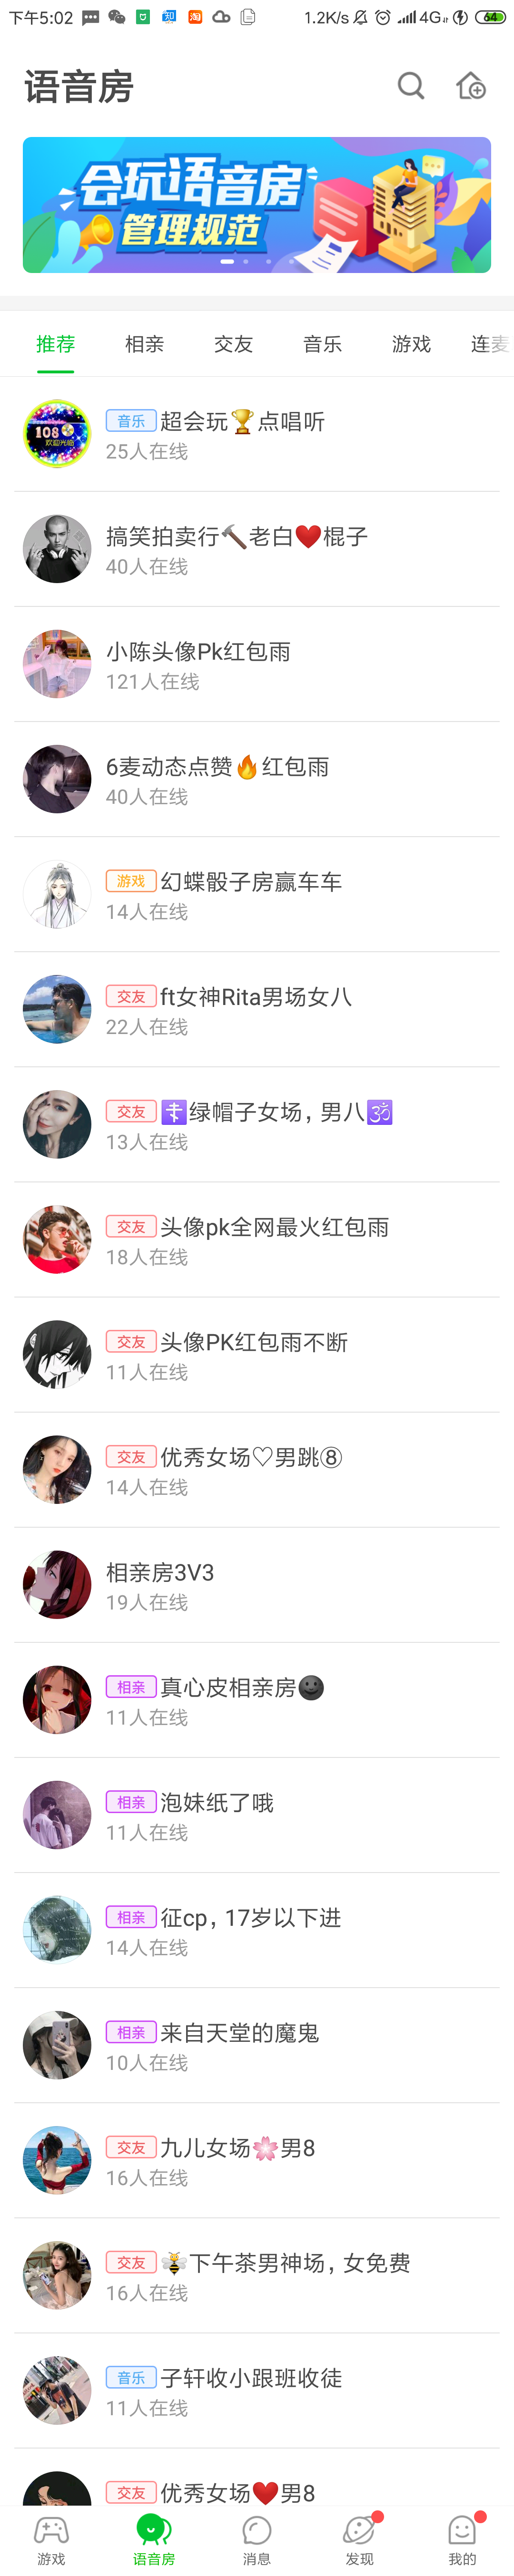 下午5:02
1.2K/s
4G
64
语音房
会玩语音房
管理规范
推荐 相亲 交友 音乐 游戏 连麦
108
欢迎光临
音乐 超会玩🏆点唱听
25人在线
搞笑拍卖行🔨老白❤️棍子
40人在线
小陈头像Pk红包雨
121人在线
6麦动态点赞🔥红包雨
40人在线
游戏 幻蝶骰子房赢车车
14人在线
交友 ft女神Rita男场女八
22人在线
交友 ☦️绿帽子女场，男八🕉️
13人在线
交友 头像pk全网最火红包雨
18人在线
交友 头像PK红包雨不断
11人在线
交友 优秀女场♡男跳⑧
14人在线
相亲房3V3
19人在线
相亲 真心皮相亲房🌚
11人在线
相亲 泡妹纸了哦
11人在线
相亲 征cp，17岁以下进
14人在线
相亲 来自天堂的魔鬼
10人在线
交友 九儿女场🌸男8
16人在线
交友 🐝下午茶男神场，女免费
16人在线
音乐 子轩收小跟班收徒
11人在线
交友 优秀女场❤️男8
游戏 语音房 消息 发现 我的